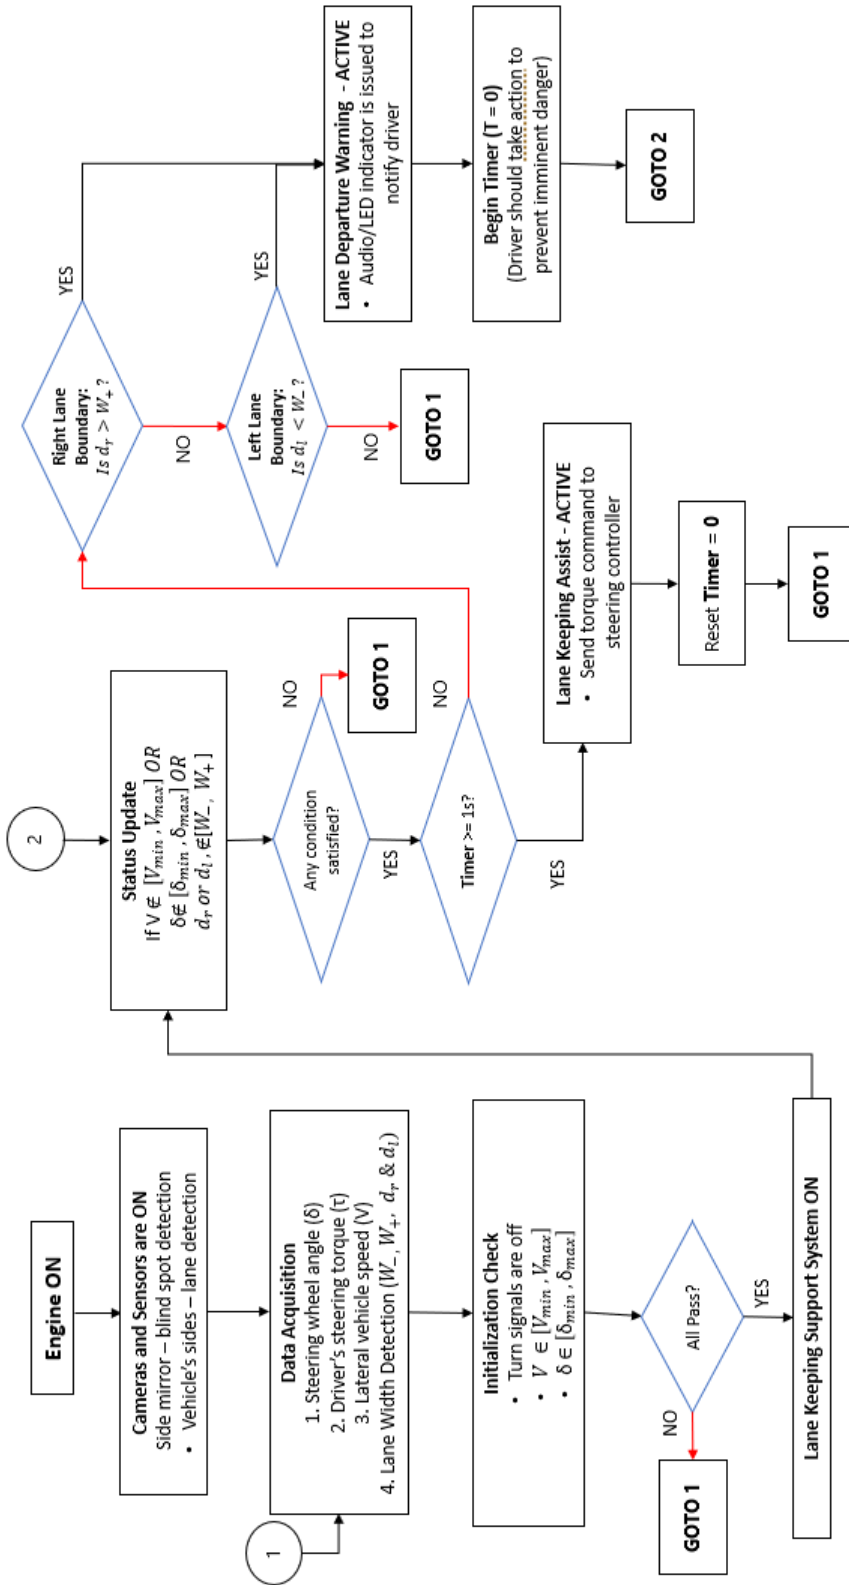 Engine ON
Cameras and Sensors are ON
Side mirror – blind spot detection
• Vehicle's sides – lane detection
1
Data Acquisition
1. Steering wheel angle (δ)
2. Driver's steering torque (τ)
3. Lateral vehicle speed (V)
4. Lane Width Detection (W₋, W₊, dᵣ & dₗ)
Initialization Check
• Turn signals are off
• V ∈ [Vmin , Vmax]
• δ ∈ [δmin , δmax]
All Pass?
NO
GOTO 1
YES
Lane Keeping Support System ON
2
Status Update
If V ∉ [Vmin , Vmax] OR
δ∉ [δmin , δmax] OR
dᵣ or dₗ , ∉[W₋, W₊ ]
Any condition
satisfied?
NO
GOTO 1
YES
Timer >= 1s?
NO
YES
Lane Keeping Assist - ACTIVE
• Send torque command to
steering controller
Reset Timer = 0
GOTO 1
Right Lane
Boundary:
Is dᵣ > W₊ ?
YES
NO
Left Lane
Boundary:
Is dₗ < W₋ ?
YES
NO
GOTO 1
Lane Departure Warning - ACTIVE
• Audio/LED indicator is issued to
notify driver
Begin Timer (T = 0)
(Driver should take action to
prevent imminent danger)
GOTO 2